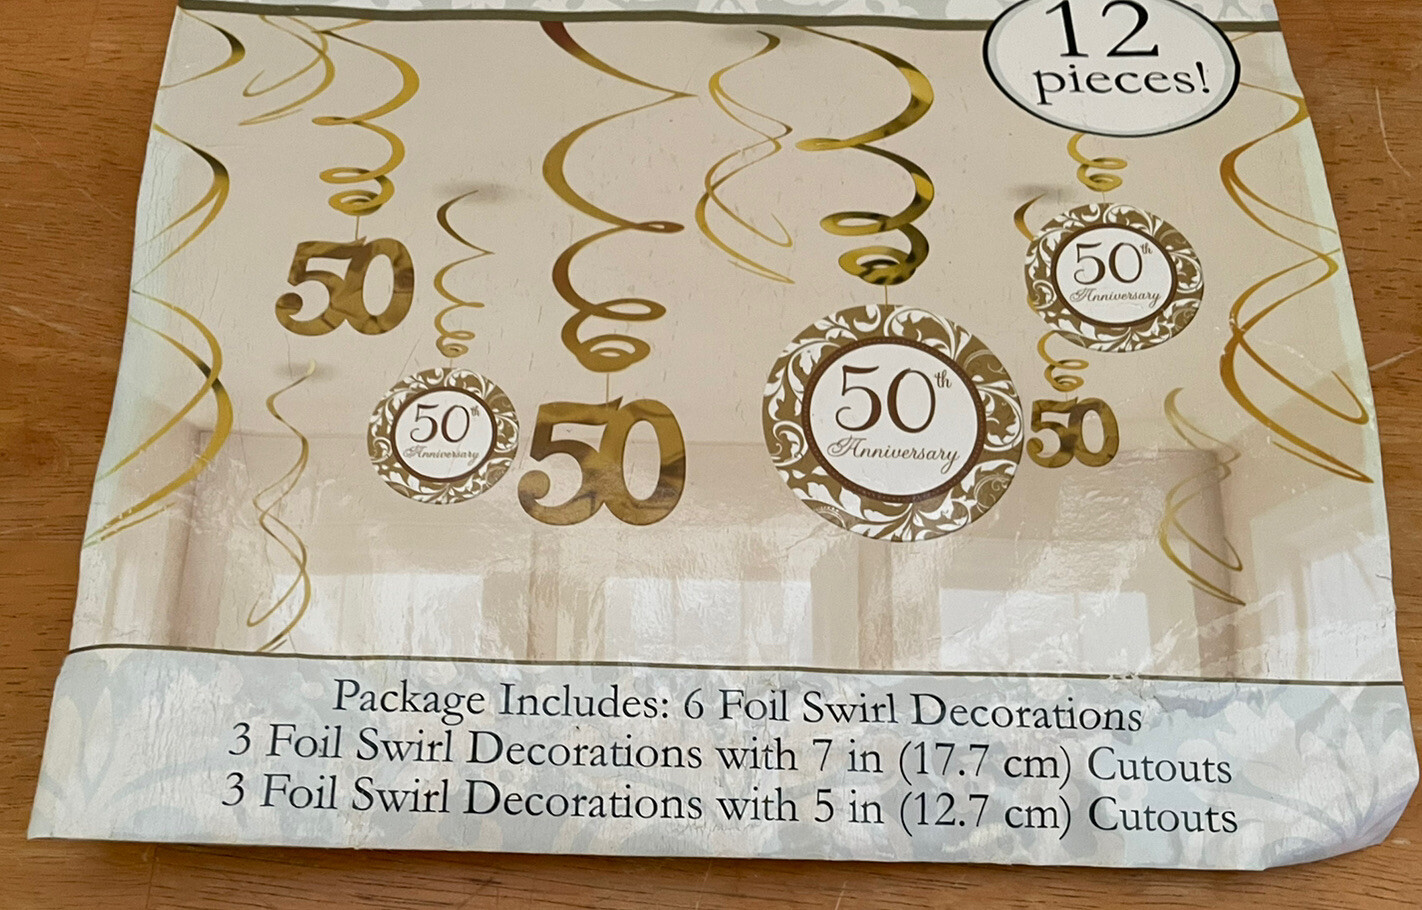 12
pieces!
50
50th
Anniversary
50th
Anniversary
50
50th
Anniversary
50
Package Includes: 6 Foil Swirl Decorations
3 Foil Swirl Decorations with 7 in (17.7 cm) Cutouts
3 Foil Swirl Decorations with 5 in (12.7 cm) Cutouts